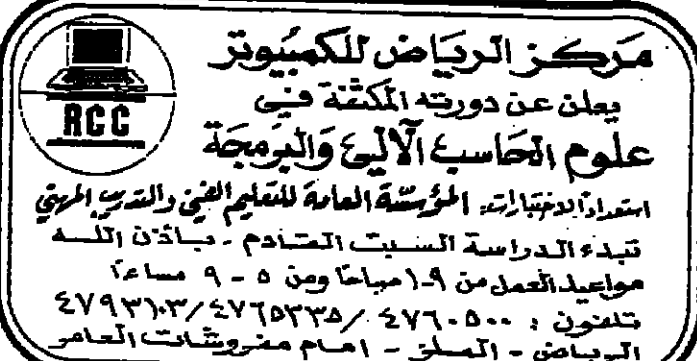 RCC
مركز الرياض للكمبيوتر
يعلن عن دورته المكثفة في
علوم الحاسب الآلي والبرمجة
استعداداً لاختبارات: المؤسسة العامة للتعليم الفني والتدريب المهني
تبدء الدراسة السبت القادم - بإذن الله
مواعيد العمل من ٩-١ صباحاً ومن ٥ - ٩ مساءاً
تلفون : ٤٧٦٠٥٠٠ / ٤٧٦٥٢٣٥ / ٤٧٩٣١٠٣
الرياض - الملز - امام مفروشات العامر